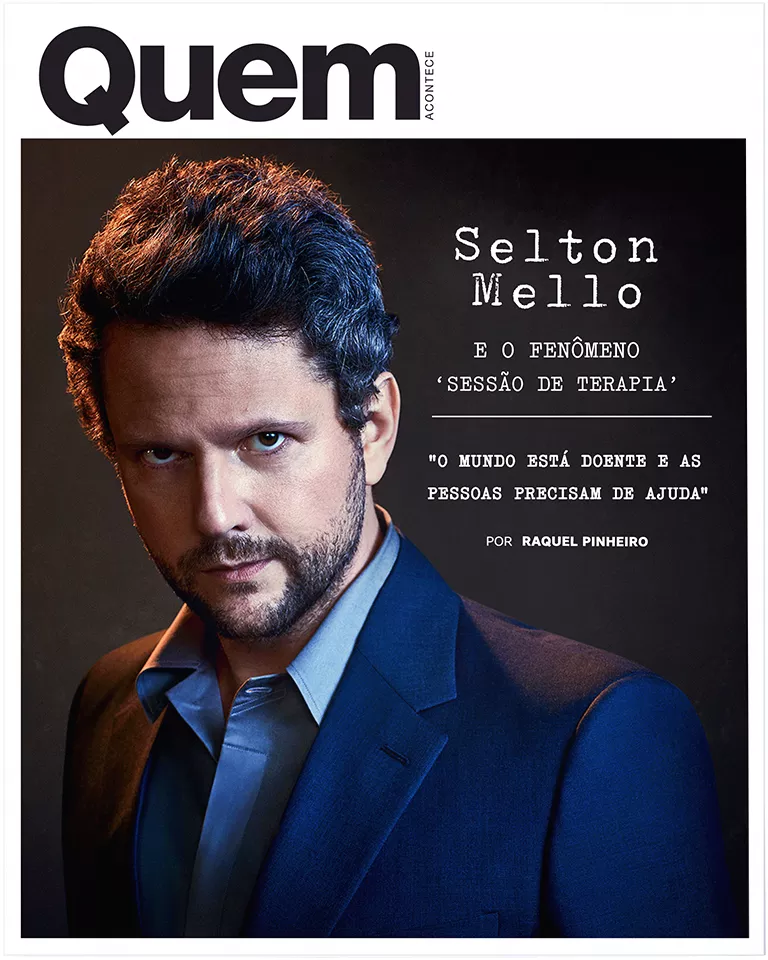 Quem
ACONTECE
Selton
Mello
E O FENÔMENO
‘SESSÃO DE TERAPIA’
"O MUNDO ESTÁ DOENTE E AS
PESSOAS PRECISAM DE AJUDA"
POR RAQUEL PINHEIRO